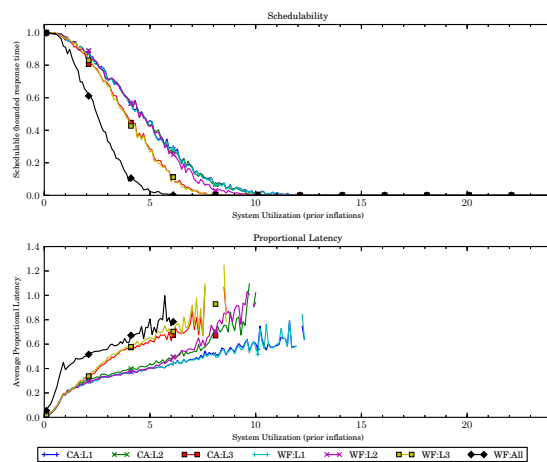 Schedulability
1.0
0.8
0.6
0.4
0.2
0.0
Schedulable (bounded response time)
0
5
10
15
20
System Utilization (prior inflations)
Proportional Latency
1.4
1.2
1.0
0.8
0.6
0.4
0.2
0.0
Average Proportional Latency
0
5
10
15
20
System Utilization (prior inflations)
CA:L1
CA:L2
CA:L3
WF:L1
WF:L2
WF:L3
WF:All